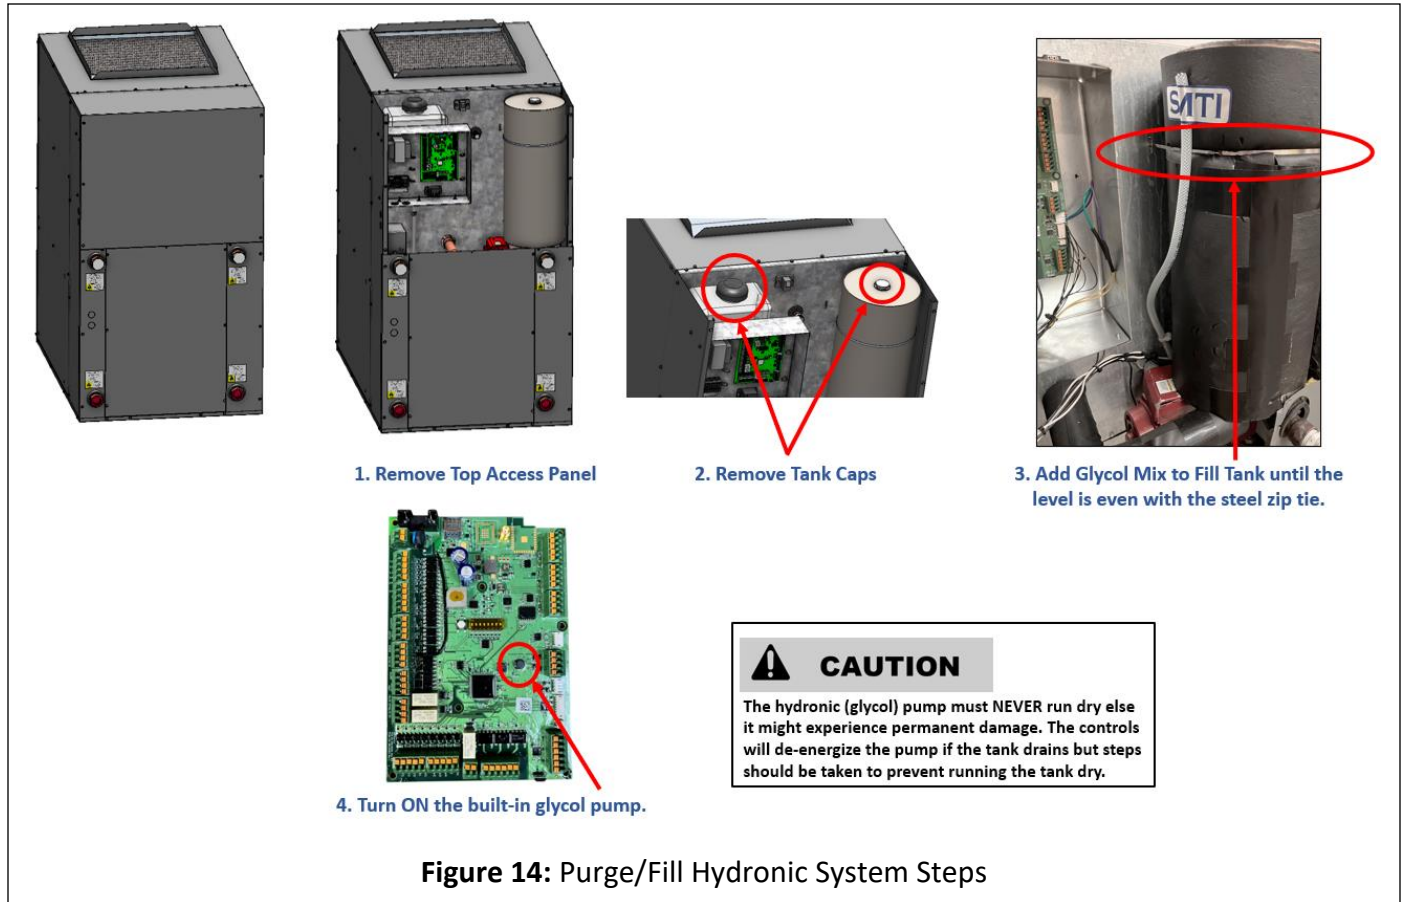 SATI
1. Remove Top Access Panel
2. Remove Tank Caps
3. Add Glycol Mix to Fill Tank until the
level is even with the steel zip tie.
4. Turn ON the built-in glycol pump.
CAUTION
The hydronic (glycol) pump must NEVER run dry else
it might experience permanent damage. The controls
will de-energize the pump if the tank drains but steps
should be taken to prevent running the tank dry.
Figure 14: Purge/Fill Hydronic System Steps